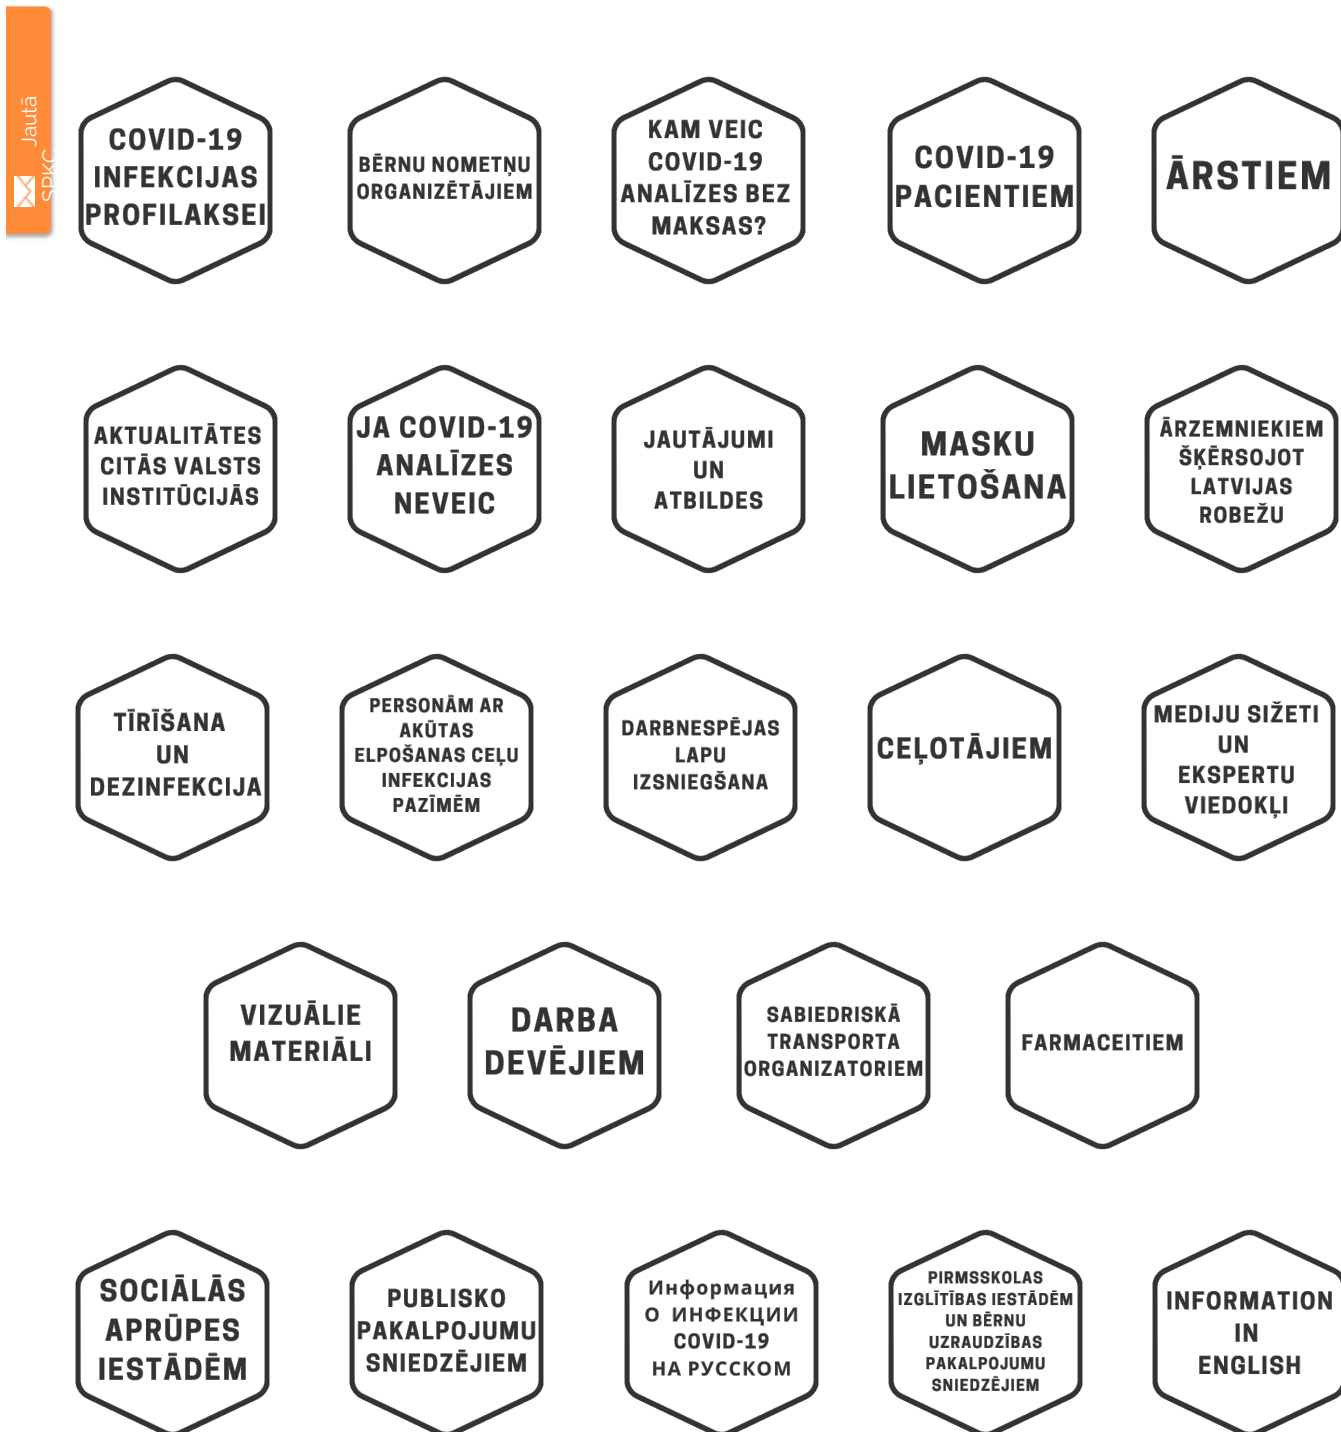 Jautā
SPKC
COVID-19
INFEKCIJAS
PROFILAKSEI
BĒRNU NOMETŅU
ORGANIZĒTĀJIEM
KAM VEIC
COVID-19
ANALĪZES BEZ
MAKSAS?
COVID-19
PACIENTIEM
ĀRSTIEM
AKTUALITĀTES
CITĀS VALSTS
INSTITŪCIJĀS
JA COVID-19
ANALĪZES
NEVEIC
JAUTĀJUMI
UN
ATBILDES
MASKU
LIETOŠANA
ĀRZEMNIEKIEM
ŠĶĒRSOJOT
LATVIJAS
ROBEŽU
TĪRĪŠANA
UN
DEZINFEKCIJA
PERSONĀM AR
AKŪTAS
ELPOŠANAS CEĻU
INFEKCIJAS
PAZĪMĒM
DARBNESPĒJAS
LAPU
IZSNIEGŠANA
CEĻOTĀJIEM
MEDIJU SIŽETI
UN
EKSPERTU
VIEDOKĻI
VIZUĀLIE
MATERIĀLI
DARBA
DEVĒJIEM
SABIEDRISKĀ
TRANSPORTA
ORGANIZATORIEM
FARMACEITIEM
SOCIĀLĀS
APRŪPES
IESTĀDĒM
PUBLISKO
PAKALPOJUMU
SNIEDZĒJIEM
Информация
О ИНФЕКЦИИ
COVID-19
НА РУССКОМ
PIRMSSKOLAS
IZGLĪTĪBAS IESTĀDĒM
UN BĒRNU
UZRAUDZĪBAS
PAKALPOJUMU
SNIEDZĒJIEM
INFORMATION
IN
ENGLISH